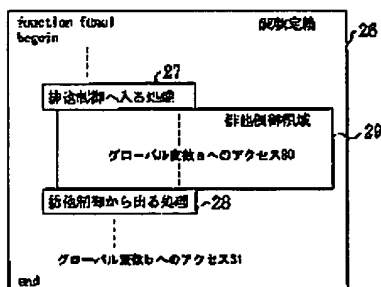 function func1
関数定義
begin
26
27
排他制御へ入る処理
排他制御領域
29
グローバル変数aへのアクセス30
排他制御から出る処理
28
グローバル変数bへのアクセス31
end